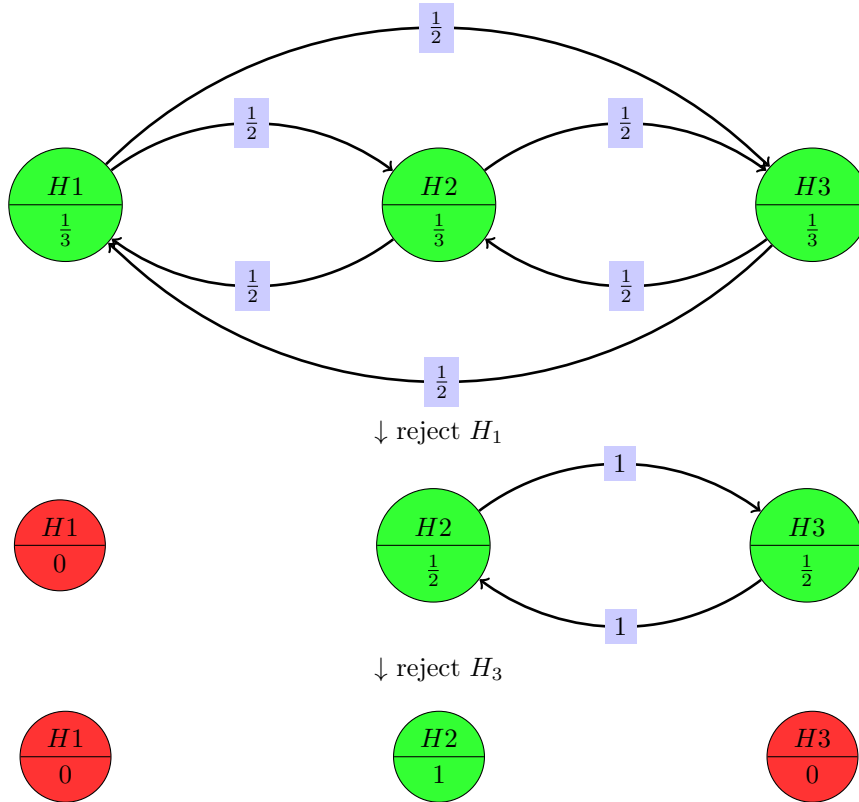 1/2
1/2 1/2
H1 H2 H3
1/3 1/3 1/3
1/2 1/2
1/2
↓ reject H₁
1
H1 H2 H3
0 1/2 1/2
1
↓ reject H₃
H1 H2 H3
0 1 0